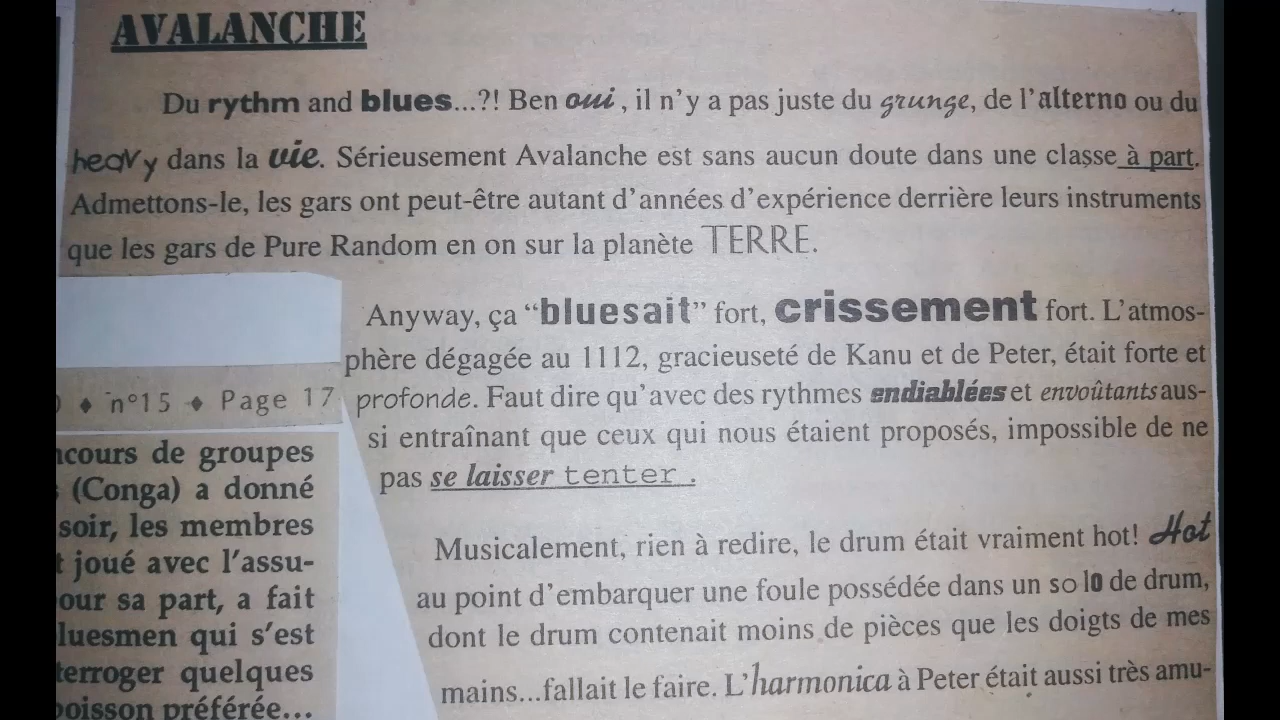 AVALANCHE
Du rythm and blues...?! Ben oui, il n'y a pas juste du grunge, de l'alterno ou du
heavy dans la vie. Sérieusement Avalanche est sans aucun doute dans une classe à part.
Admettons-le, les gars ont peut-être autant d'années d'expérience derrière leurs instruments
que les gars de Pure Random en on sur la planète TERRE.
Anyway, ça “bluesait” fort, crissement fort. L'atmos-
phère dégagée au 1112, gracieuseté de Kanu et de Peter, était forte et
profonde. Faut dire qu'avec des rythmes endiablées et envoûtants aus-
si entraînant que ceux qui nous étaient proposés, impossible de ne
pas se laisser tenter.
Musicalement, rien à redire, le drum était vraiment hot! Hot
au point d'embarquer une foule possédée dans un solo de drum,
dont le drum contenait moins de pièces que les doigts de mes
mains...fallait le faire. L'harmonica à Peter était aussi très amu-
♦ n°15 ♦ Page 17
ncours de groupes
(Conga) a donné
soir, les membres
t joué avec l'assu-
our sa part, a fait
luesmen qui s'est
terroger quelques
boisson préférée...